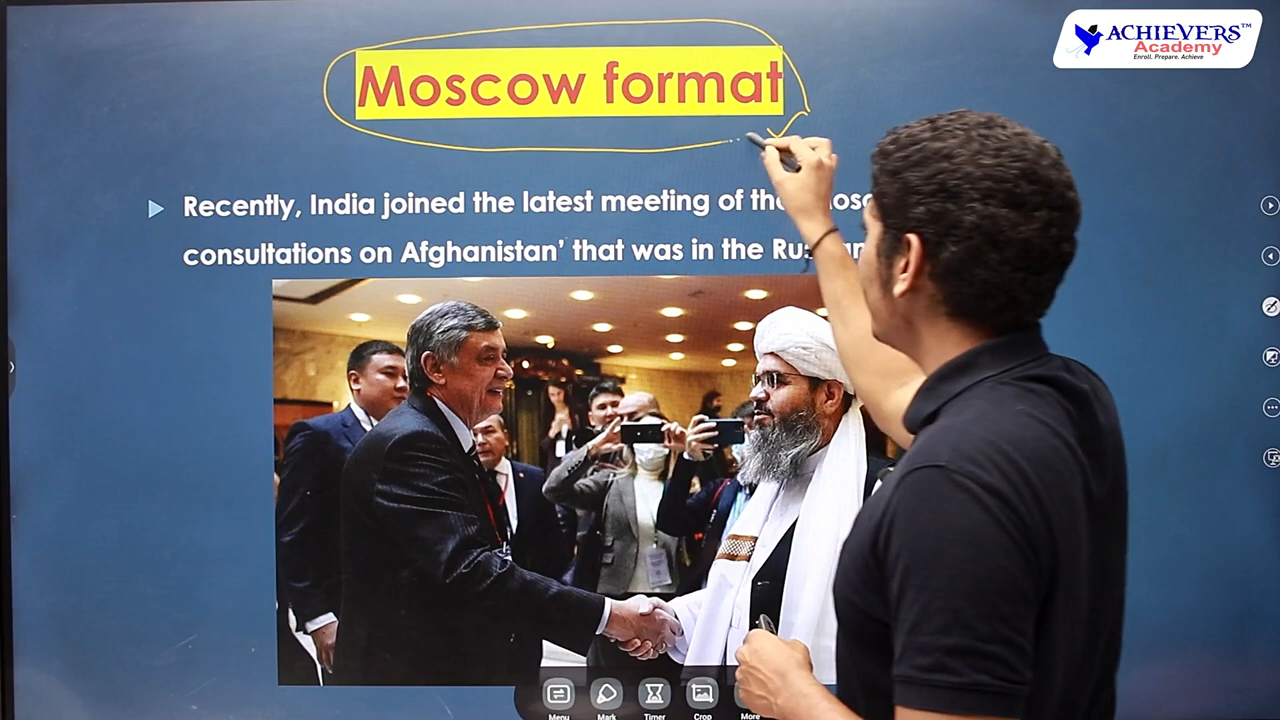 ACHIEVERS™
Academy
Enroll. Prepare. Achieve
Moscow format
Recently, India joined the latest meeting of the
consultations on Afghanistan' that was in the
Menu Mark Timer Crop More